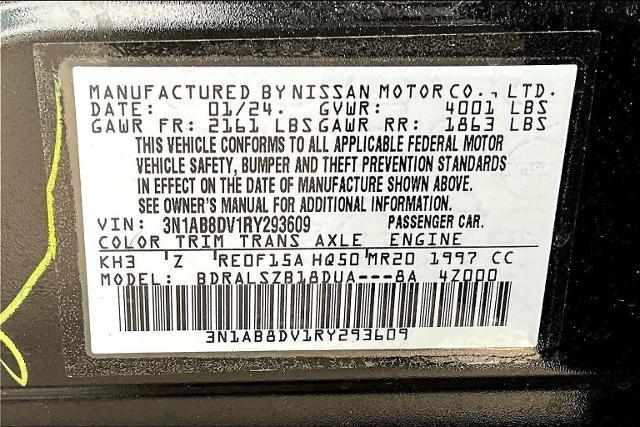 MANUFACTURED BY NISSAN MOTOR CO., LTD.
DATE: 01/24. GVWR: 4001 LBS
GAWR FR: 2161 LBS GAWR RR: 1863 LBS
THIS VEHICLE CONFORMS TO ALL
APPLICABLE FEDERAL MOTOR
VEHICLE SAFETY, BUMPER AND THEFT PREVENTION STANDARDS
IN EFFECT ON THE DATE OF MANUFACTURE SHOWN ABOVE.
SEE OWNER'S MANUAL FOR ADDITIONAL INFORMATION.
VIN: 3N1AB8DV1RY293609 PASSENGER CAR.
COLOR TRIM TRANS AXLE ENGINE
KH3 Z RE0F15A HQ50 MR20 1997 CC
MODEL: BDRALSZB18DUA---8A 4Z000
3N1AB8DV1RY293609